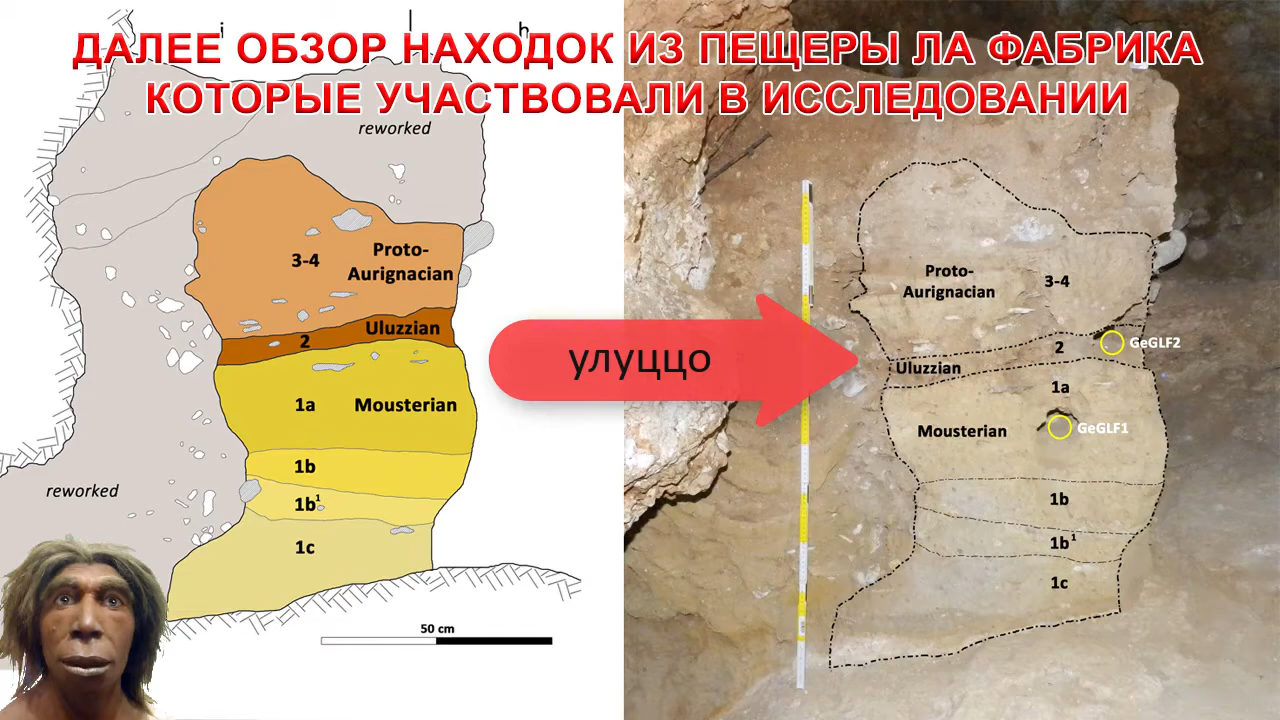 i l h
ДАЛЕЕ ОБЗОР НАХОДОК ИЗ ПЕЩЕРЫ ЛА ФАБРИКА
КОТОРЫЕ УЧАСТВОВАЛИ В ИССЛЕДОВАНИИ
reworked
3-4
Proto-
Aurignacian
Uluzzian
2
1a
Mousterian
1b
1b¹
1c
reworked
50 cm
улуццо
Proto-
Aurignacian
3-4
2
GeGLF2
Uluzzian
1a
Mousterian
GeGLF1
1b
1b¹
1c